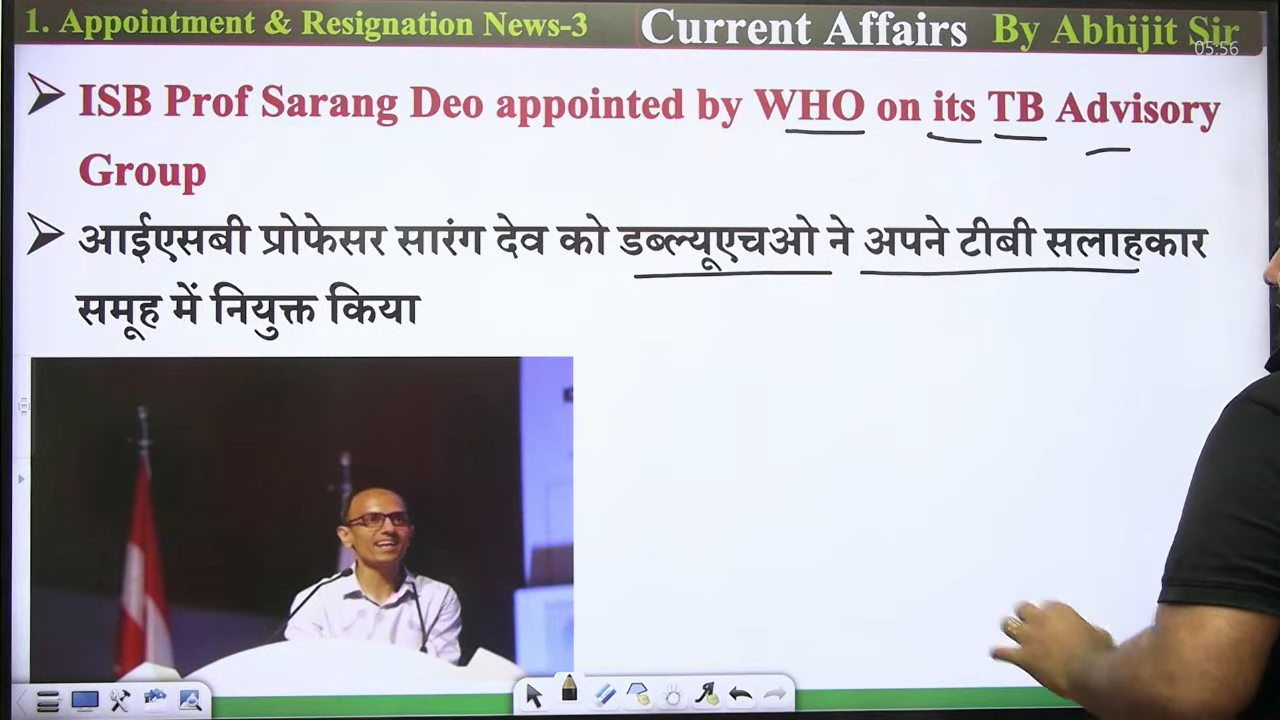 1. Appointment & Resignation News-3 Current Affairs By Abhijit Sir
05:56
ISB Prof Sarang Deo appointed by WHO on its TB Advisory
Group
आईएसबी प्रोफेसर सारंग देव को डब्ल्यूएचओ ने अपने टीबी सलाहकार
समूह में नियुक्त किया